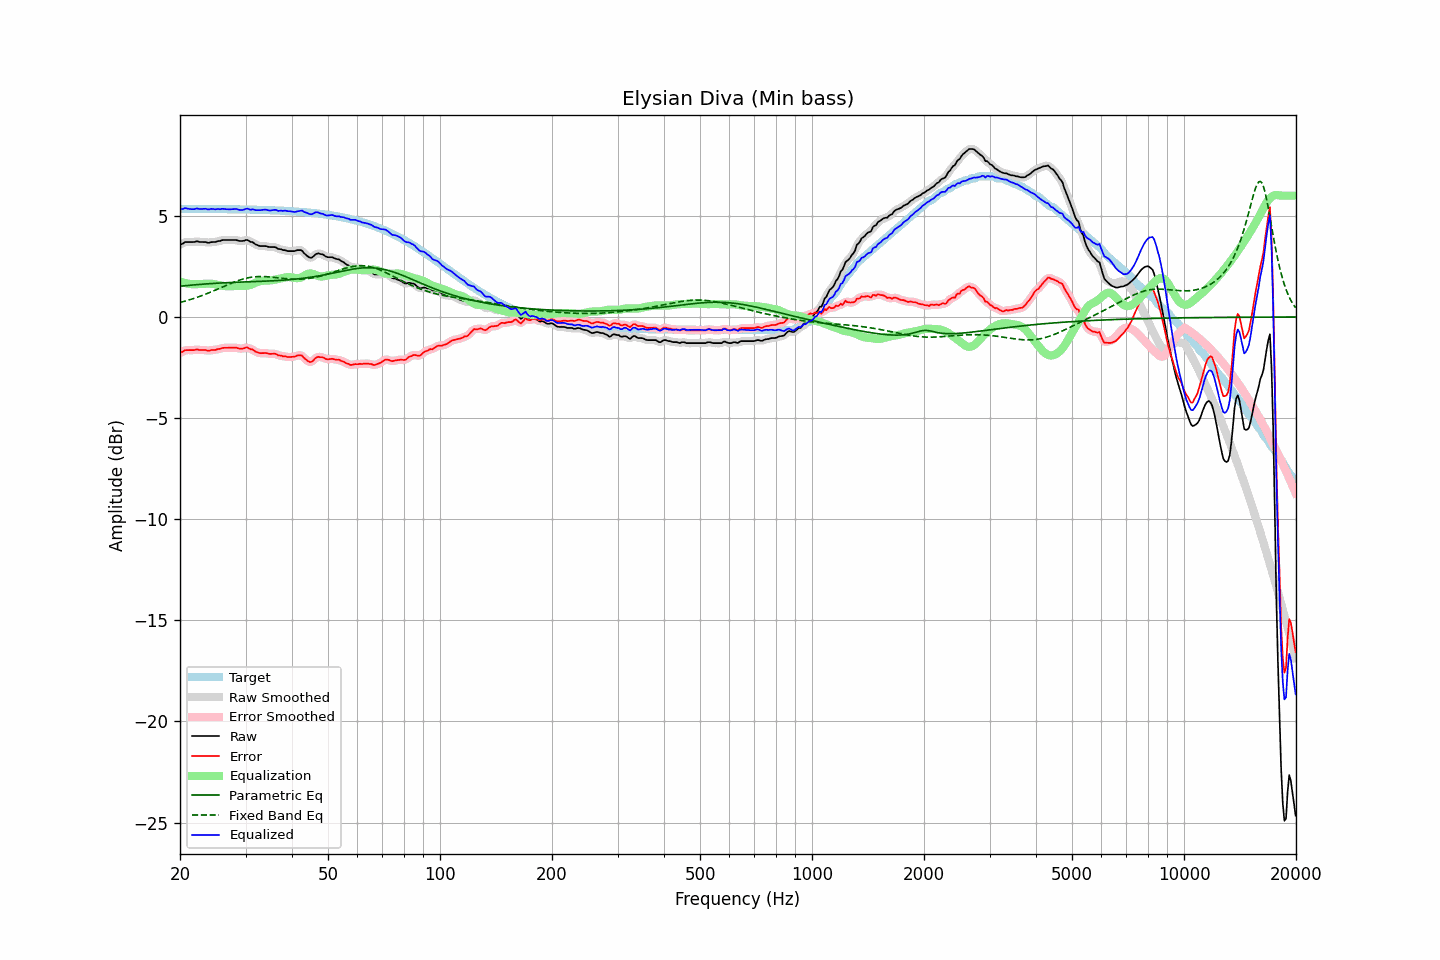 Elysian Diva (Min bass)
Amplitude (dBr)
5
0
−5
−10
−15
−20
−25
Target
Raw Smoothed
Error Smoothed
Raw
Error
Equalization
Parametric Eq
Fixed Band Eq
Equalized
20 50 100 200 500 1000 2000 5000 10000 20000
Frequency (Hz)